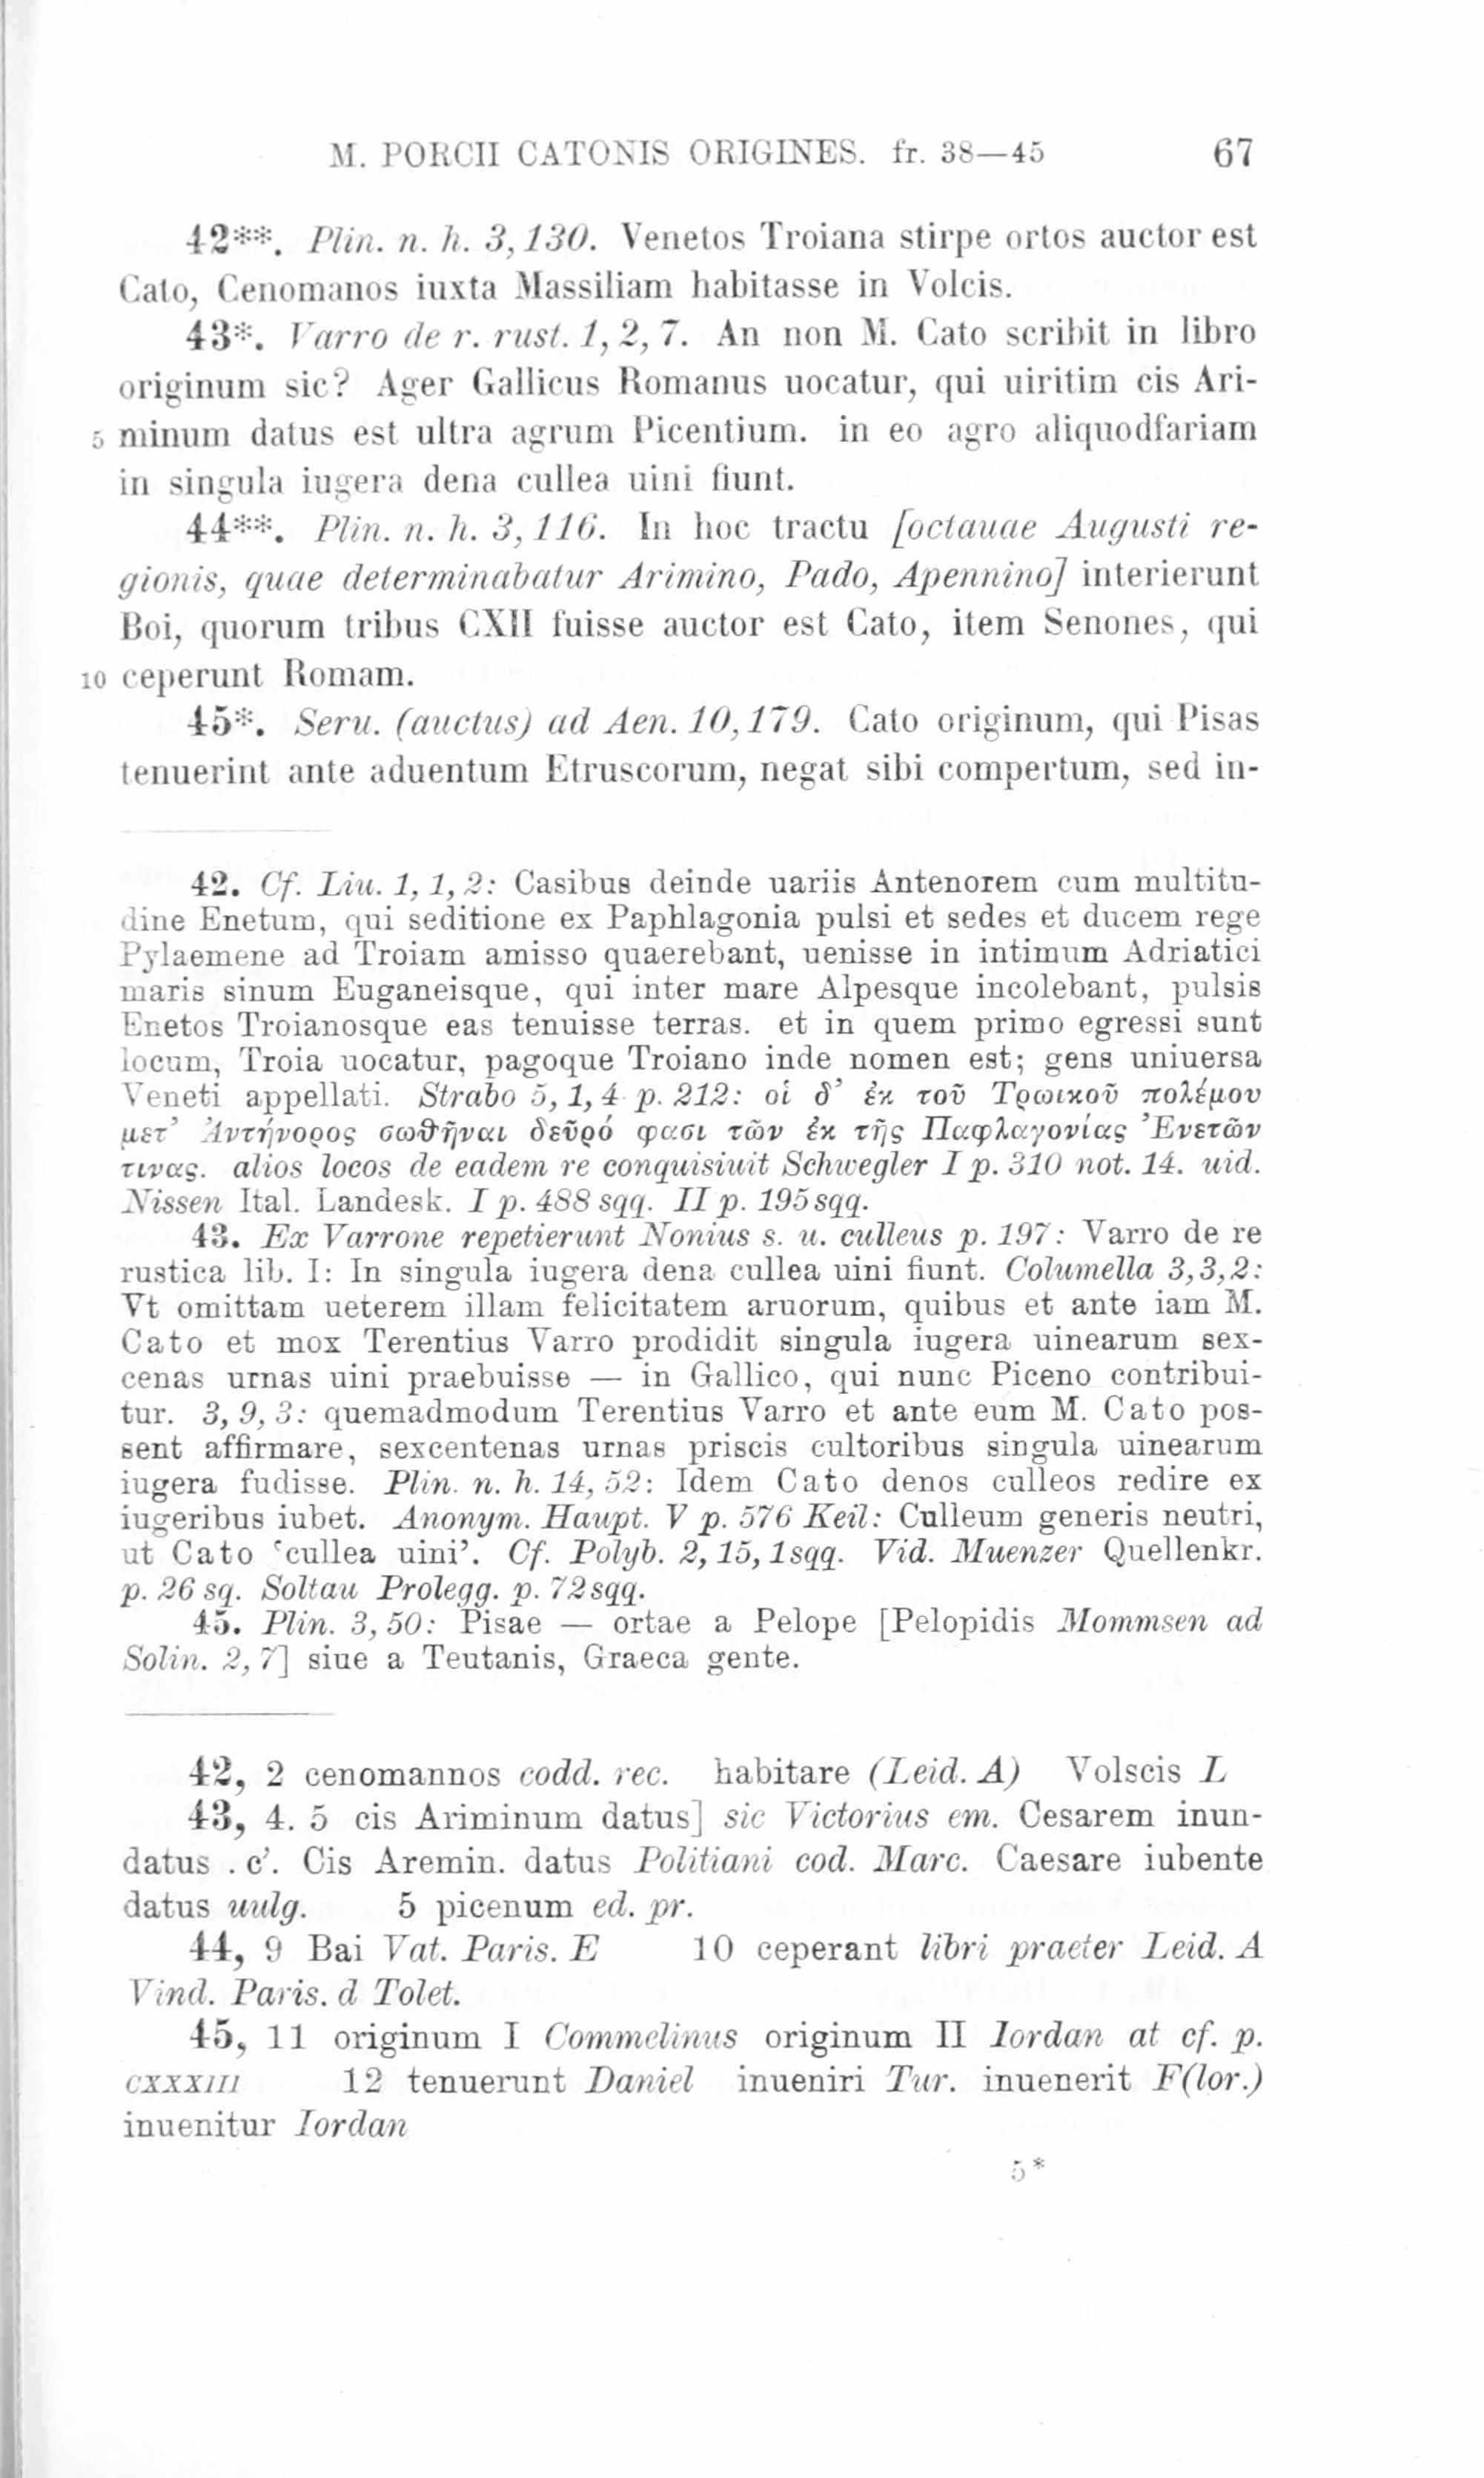 M. PORCII CATONIS ORIGINES. fr. 38—45 67
42**. Plin. n. h. 3,130. Venetos Troiana stirpe ortos auctor est
Cato, Cenomanos iuxta Massiliam habitasse in Volcis.
43*. Varro de r. rust. 1, 2, 7. An non M. Cato scribit in libro
originum sic? Ager Gallicus Romanus uocatur, qui uiritim cis Ari-
5 minum datus est ultra agrum Picentium. in eo agro aliquodfariam
in singula iugera dena cullea uini fiunt.
44**. Plin. n. h. 3, 116. In hoc tractu [octauae Augusti re-
gionis, quae determinabatur Arimino, Pado, Apennino] interierunt
Boi, quorum tribus CXII fuisse auctor est Cato, item Senones, qui
10 ceperunt Romam.
45*. Seru. (auctus) ad Aen. 10,179. Cato originum, qui Pisas
tenuerint ante aduentum Etruscorum, negat sibi compertum, sed in-
42. Cf. Liu. 1, 1, 2: Casibus deinde uariis Antenorem cum multitu-
dine Enetum, qui seditione ex Paphlagonia pulsi et sedes et ducem rege
Pylaemene ad Troiam amisso quaerebant, uenisse in intimum Adriatici
maris sinum Euganeisque, qui inter mare Alpesque incolebant, pulsis
Enetos Troianosque eas tenuisse terras. et in quem primo egressi sunt
locum, Troia uocatur, pagoque Troiano inde nomen est; gens uniuersa
Veneti appellati. Strabo 5, 1, 4 p. 212: οἱ δ’ ἐκ τοῦ Τρωικοῦ πολέμου
μετ’ Ἀντήνορος σωθῆναι δεῦρό φασι τῶν ἐκ τῆς Παφλαγονίας Ἐνετῶν
τινας. alios locos de eadem re conquisiuit Schwegler I p. 310 not. 14. uid.
Nissen Ital. Landesk. I p. 488 sqq. II p. 195 sqq.
43. Ex Varrone repetierunt Nonius s. u. culleus p. 197: Varro de re
rustica lib. I: In singula iugera dena cullea uini fiunt. Columella 3,3,2:
Vt omittam ueterem illam felicitatem aruorum, quibus et ante iam M.
Cato et mox Terentius Varro prodidit singula iugera uinearum sex-
cenas urnas uini praebuisse — in Gallico, qui nunc Piceno contribui-
tur. 3, 9, 3: quemadmodum Terentius Varro et ante eum M. Cato pos-
sent affirmare, sexcentenas urnas priscis cultoribus singula uinearum
iugera fudisse. Plin. n. h. 14, 52: Idem Cato denos culleos redire ex
iugeribus iubet. Anonym. Haupt. V p. 576 Keil: Culleum generis neutri,
ut Cato ‘cullea uini’. Cf. Polyb. 2, 15, 1sqq. Vid. Muenzer Quellenkr.
p. 26 sq. Soltau Prolegg. p. 72sqq.
45. Plin. 3, 50: Pisae — ortae a Pelope [Pelopidis Mommsen ad
Solin. 2, 7] siue a Teutanis, Graeca gente.
42, 2 cenomannos codd. rec. habitare (Leid. A) Volscis L
43, 4. 5 cis Ariminum datus] sic Victorius em. Cesarem inun-
datus . c’. Cis Aremin. datus Politiani cod. Marc. Caesare iubente
datus uulg. 5 picenum ed. pr.
44, 9 Bai Vat. Paris. E 10 ceperant libri praeter Leid. A
Vind. Paris. d Tolet.
45, 11 originum I Commelinus originum II Iordan at cf. p.
CXXXIII 12 tenuerunt Daniel inueniri Tur. inuenerit F(lor.)
inuenitur Iordan
5*